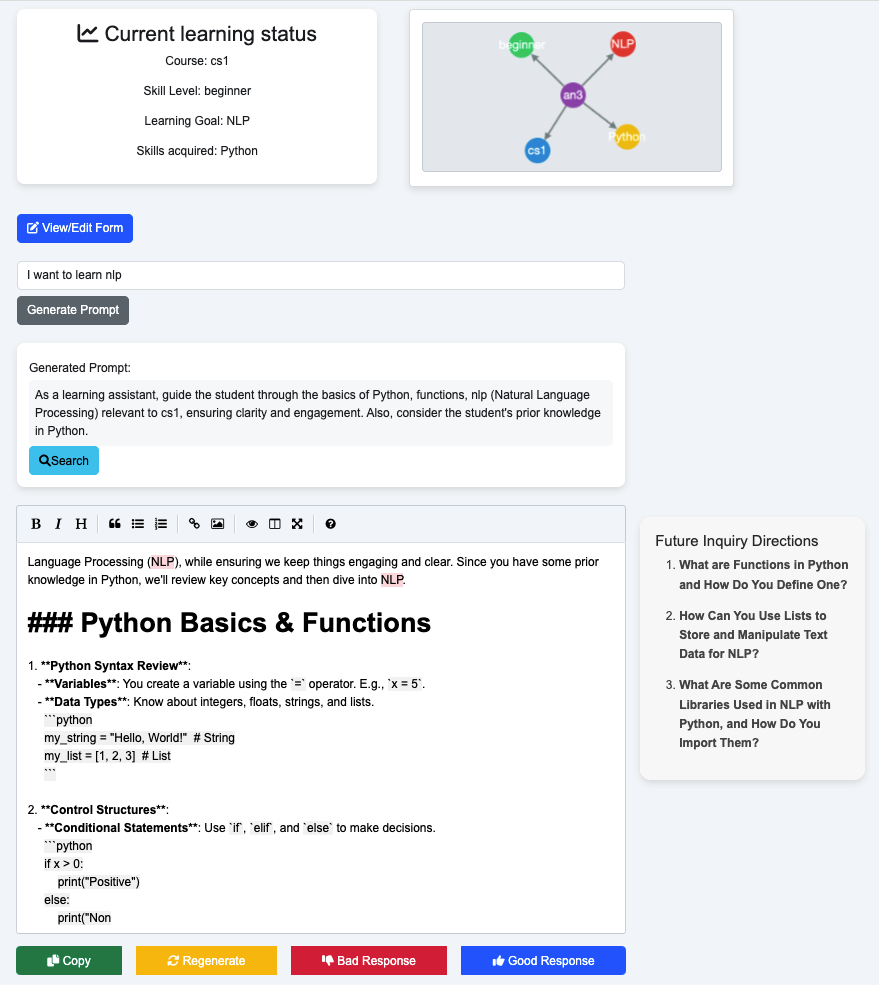 Current learning status
Course: cs1
Skill Level: beginner
Learning Goal: NLP
Skills acquired: Python
beginner
NLP
an3
Python
cs1
View/Edit Form
I want to learn nlp
Generate Prompt
Generated Prompt:
As a learning assistant, guide the student through the basics of Python, functions, nlp (Natural Language
Processing) relevant to cs1, ensuring clarity and engagement. Also, consider the student's prior knowledge
in Python.
Search
B I H
Language Processing (NLP), while ensuring we keep things engaging and clear. Since you have some prior
knowledge in Python, we'll review key concepts and then dive into NLP.
### Python Basics & Functions
1. **Python Syntax Review**:
- **Variables**: You create a variable using the `=` operator. E.g., `x = 5`.
- **Data Types**: Know about integers, floats, strings, and lists.
```python
my_string = "Hello, World!"  # String
my_list = [1, 2, 3]  # List
```
2. **Control Structures**:
- **Conditional Statements**: Use `if`, `elif`, and `else` to make decisions.
```python
if x > 0:
print("Positive")
else:
print("Non
Copy
Regenerate
Bad Response
Good Response
Future Inquiry Directions
1. What are Functions in Python
and How Do You Define One?
2. How Can You Use Lists to
Store and Manipulate Text
Data for NLP?
3. What Are Some Common
Libraries Used in NLP with
Python, and How Do You
Import Them?